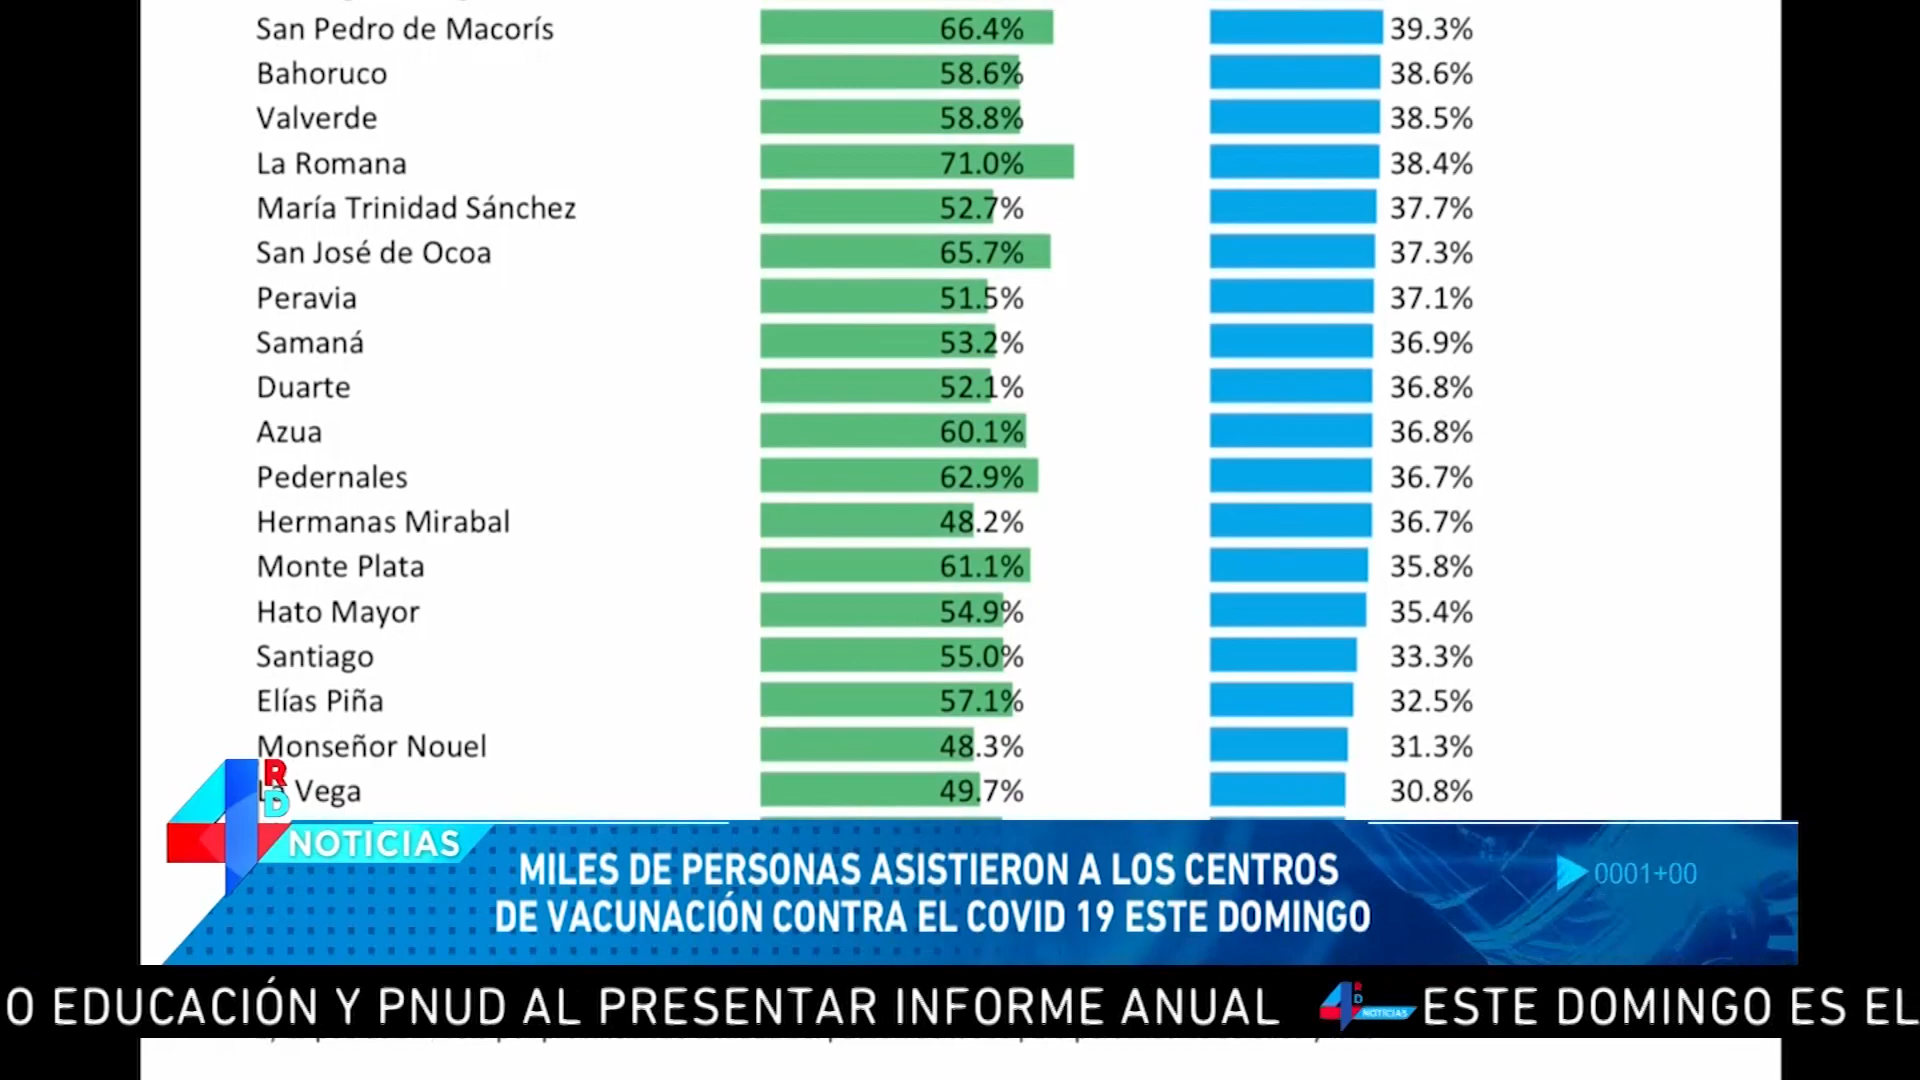 San Pedro de Macorís 66.4% 39.3%
Bahoruco 58.6% 38.6%
Valverde 58.8% 38.5%
La Romana 71.0% 38.4%
María Trinidad Sánchez 52.7% 37.7%
San José de Ocoa 65.7% 37.3%
Peravia 51.5% 37.1%
Samaná 53.2% 36.9%
Duarte 52.1% 36.8%
Azua 60.1% 36.8%
Pedernales 62.9% 36.7%
Hermanas Mirabal 48.2% 36.7%
Monte Plata 61.1% 35.8%
Hato Mayor 54.9% 35.4%
Santiago 55.0% 33.3%
Elías Piña 57.1% 32.5%
Monseñor Nouel 48.3% 31.3%
La Vega 49.7% 30.8%
4 RD
NOTICIAS
MILES DE PERSONAS ASISTIERON A LOS CENTROS
DE VACUNACIÓN CONTRA EL COVID 19 ESTE DOMINGO
0001+00
O EDUCACIÓN Y PNUD AL PRESENTAR INFORME ANUAL 4 RD NOTICIAS ESTE DOMINGO ES EL